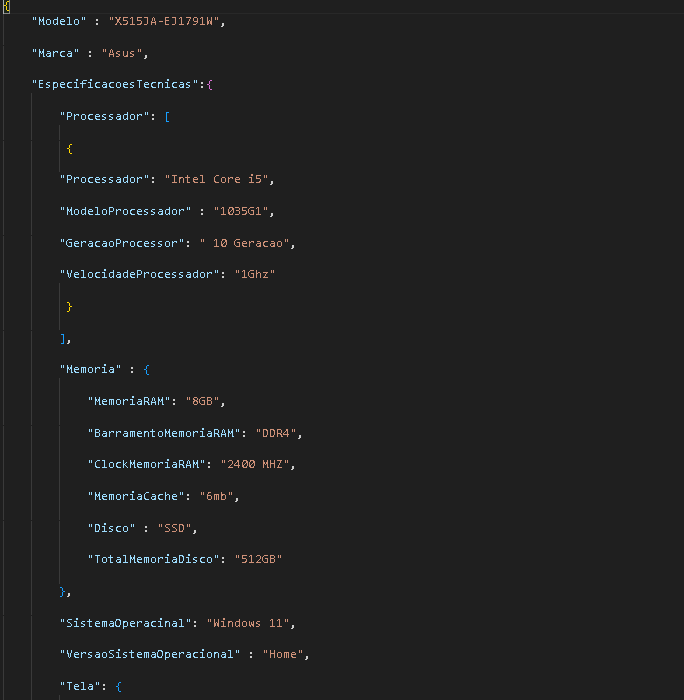 {
"Modelo" : "X515JA-EJ1791W",
"Marca" : "Asus",
"EspecificacoesTecnicas":{
"Processador": [
{
"Processador": "Intel Core i5",
"ModeloProcessador" : "1035G1",
"GeracaoProcessor": " 10 Geracao",
"VelocidadeProcessador": "1Ghz"
}
],
"Memoria" : {
"MemoriaRAM": "8GB",
"BarramentoMemoriaRAM": "DDR4",
"ClockMemoriaRAM": "2400 MHZ",
"MemoriaCache": "6mb",
"Disco" : "SSD",
"TotalMemoriaDisco": "512GB"
},
"SistemaOperacinal": "Windows 11",
"VersaoSistemaOperacional" : "Home",
"Tela": {